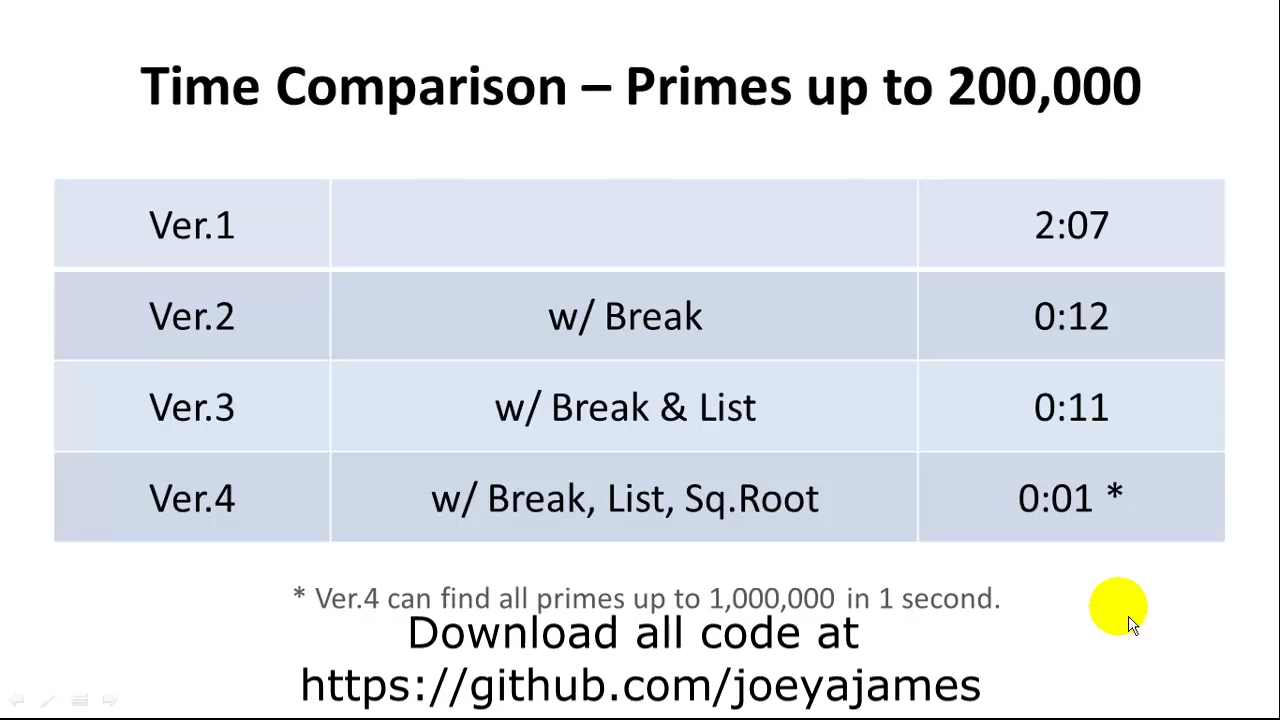 Time Comparison – Primes up to 200,000
Ver.1 2:07
Ver.2 w/ Break 0:12
Ver.3 w/ Break & List 0:11
Ver.4 w/ Break, List, Sq.Root 0:01 *
* Ver.4 can find all primes up to 1,000,000 in 1 second.
Download all code at
https://github.com/joeyajames